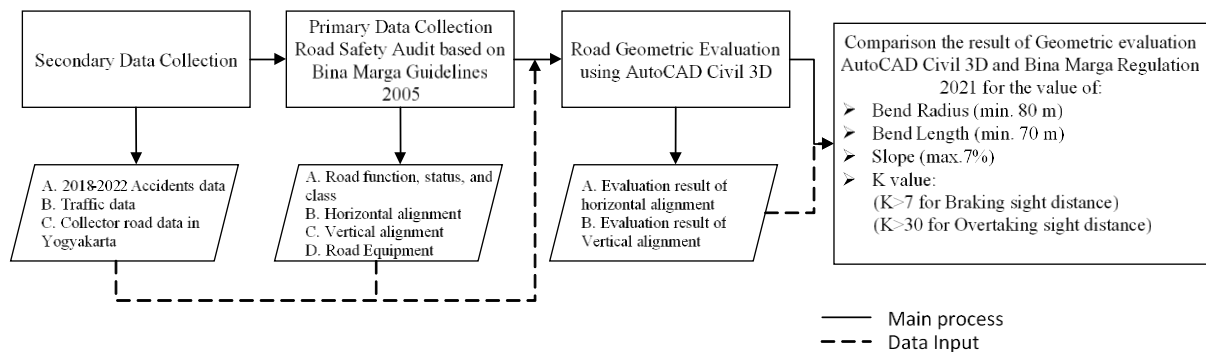 Secondary Data Collection
Primary Data Collection
Road Safety Audit based on
Bina Marga Guidelines
2005
Road Geometric Evaluation
using AutoCAD Civil 3D
Comparison the result of Geometric evaluation
AutoCAD Civil 3D and Bina Marga Regulation
2021 for the value of:
➢ Bend Radius (min. 80 m)
➢ Bend Length (min. 70 m)
➢ Slope (max.7%)
➢ K value:
(K>7 for Braking sight distance)
(K>30 for Overtaking sight distance)
A. 2018-2022 Accidents data
B. Traffic data
C. Collector road data in
Yogyakarta
A. Road function, status, and
class
B. Horizontal alignment
C. Vertical alignment
D. Road Equipment
A. Evaluation result of
horizontal alignment
B. Evaluation result of
Vertical alignment
Main process
Data Input